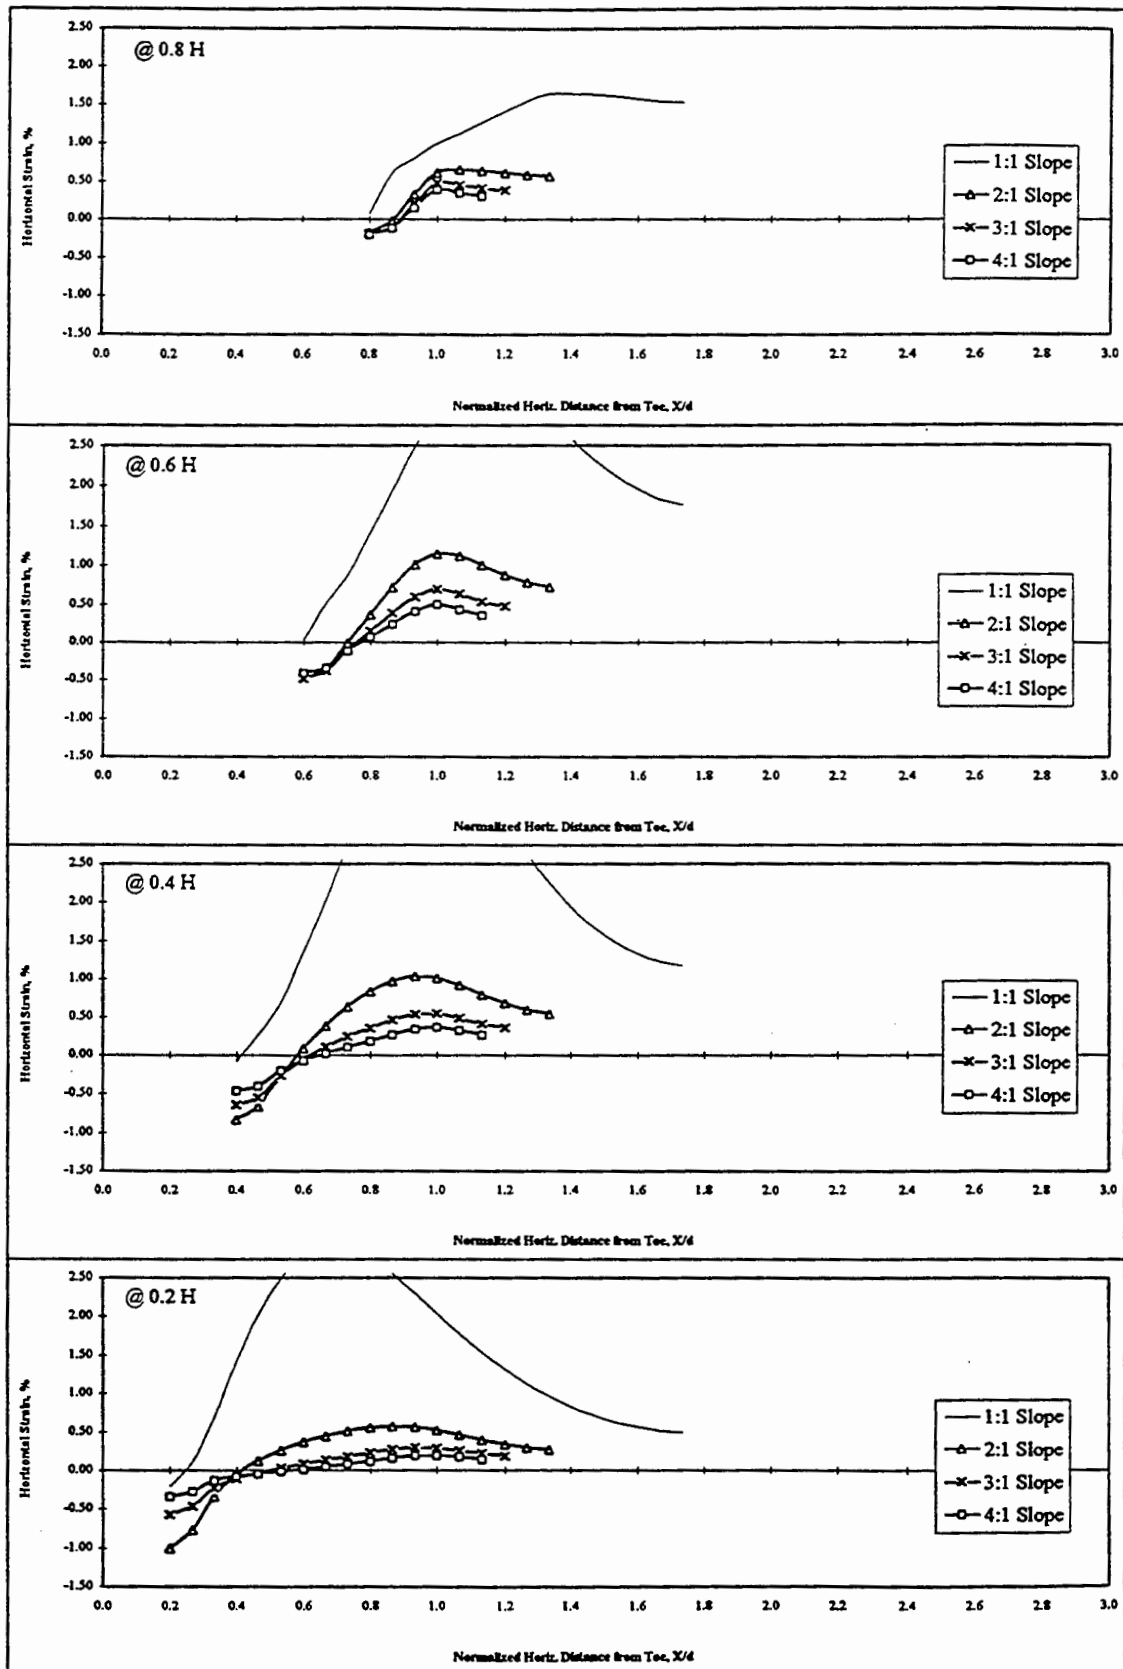 @ 0.8 H
Horizontal Strain, %
2.50
2.00
1.50
1.00
0.50
0.00
-0.50
-1.00
-1.50
0.0 0.2 0.4 0.6 0.8 1.0 1.2 1.4 1.6 1.8 2.0 2.2 2.4 2.6 2.8 3.0
Normalized Horiz. Distance from Toe, X/d
1:1 Slope
2:1 Slope
3:1 Slope
4:1 Slope
@ 0.6 H
Horizontal Strain, %
2.50
2.00
1.50
1.00
0.50
0.00
-0.50
-1.00
-1.50
0.0 0.2 0.4 0.6 0.8 1.0 1.2 1.4 1.6 1.8 2.0 2.2 2.4 2.6 2.8 3.0
Normalized Horiz. Distance from Toe, X/d
1:1 Slope
2:1 Slope
3:1 Slope
4:1 Slope
@ 0.4 H
Horizontal Strain, %
2.50
2.00
1.50
1.00
0.50
0.00
-0.50
-1.00
-1.50
0.0 0.2 0.4 0.6 0.8 1.0 1.2 1.4 1.6 1.8 2.0 2.2 2.4 2.6 2.8 3.0
Normalized Horiz. Distance from Toe, X/d
1:1 Slope
2:1 Slope
3:1 Slope
4:1 Slope
@ 0.2 H
Horizontal Strain, %
2.50
2.00
1.50
1.00
0.50
0.00
-0.50
-1.00
-1.50
0.0 0.2 0.4 0.6 0.8 1.0 1.2 1.4 1.6 1.8 2.0 2.2 2.4 2.6 2.8 3.0
Normalized Horiz. Distance from Toe, X/d
1:1 Slope
2:1 Slope
3:1 Slope
4:1 Slope